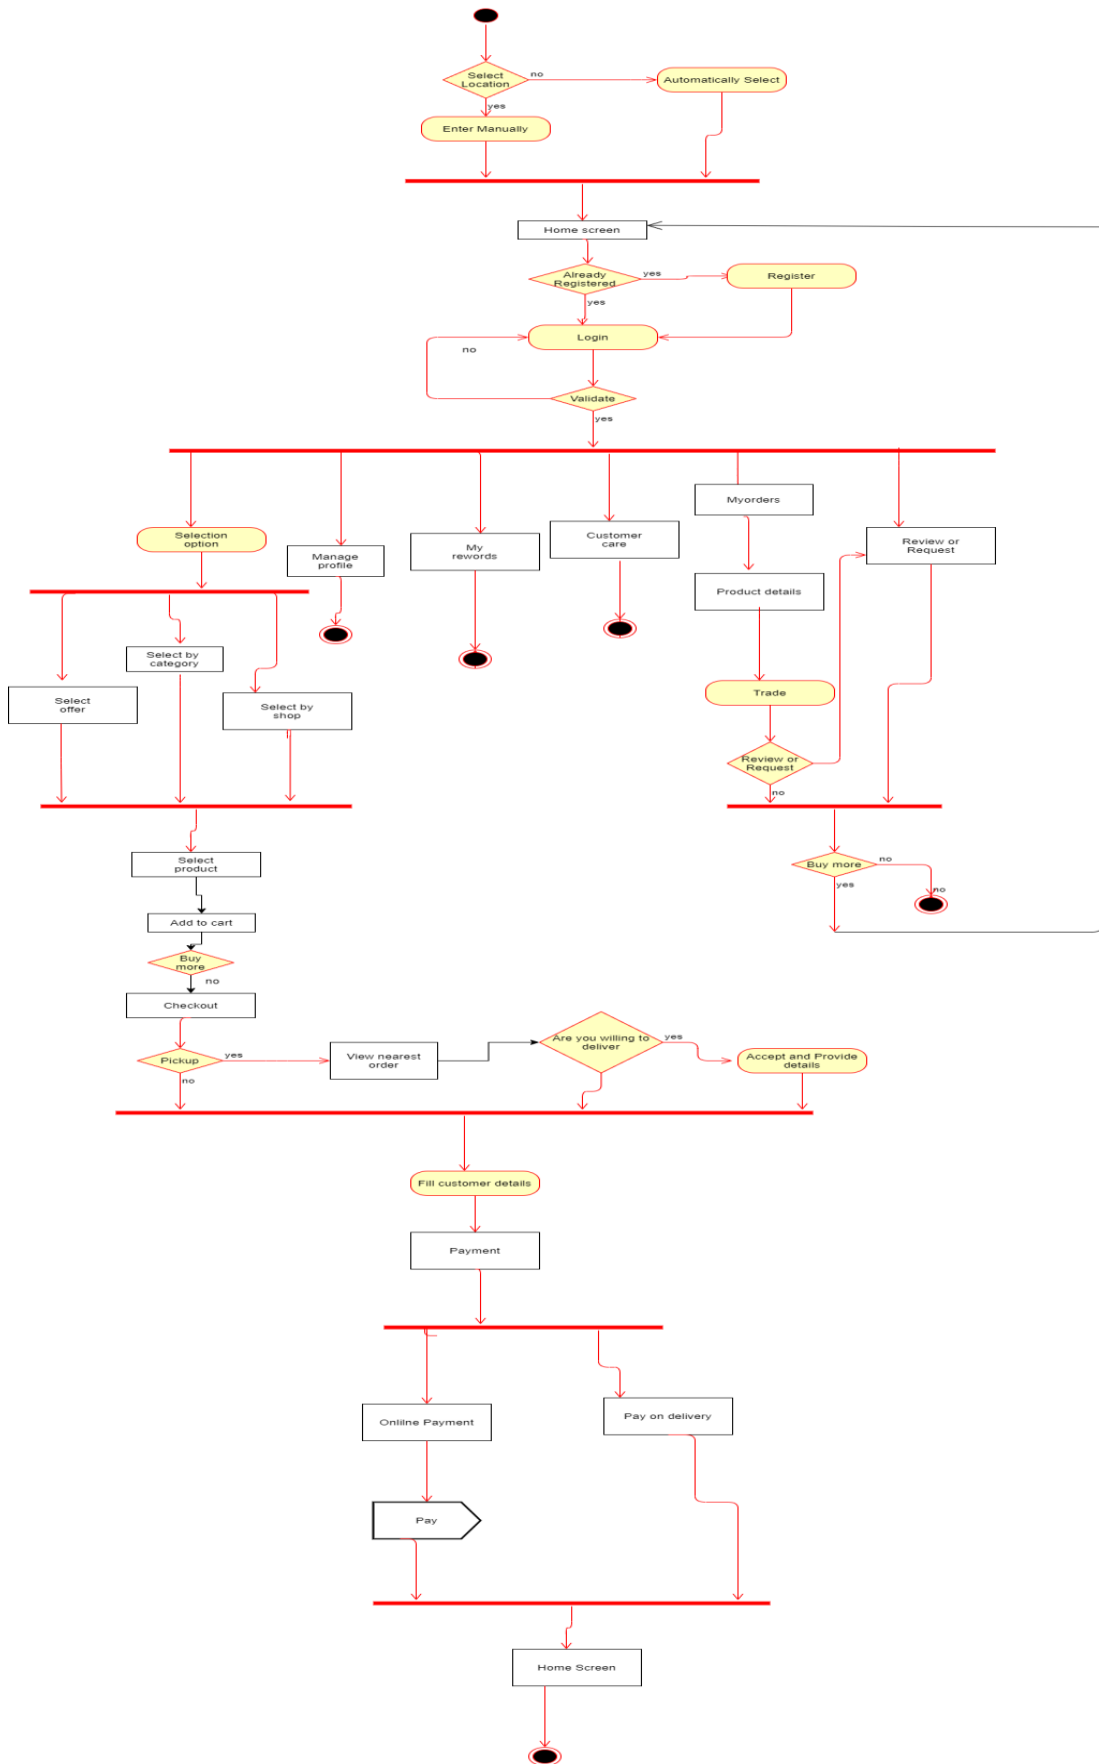 Select
Location
no
Automatically Select
yes
Enter Manually
Home screen
Already
Registered
yes
Register
yes
Login
no
Validate
yes
Myorders
Selection
option
Manage
profile
My
rewords
Customer
care
Review or
Request
Product details
Select by
category
Select
offer
Select by
shop
Trade
Review or
Request
no
Select
product
Buy more
no
yes
no
Add to cart
Buy
more
no
Checkout
Pickup
yes
no
View nearest
order
Are you willing to
deliver
yes
Accept and Provide
details
Fill customer details
Payment
Onlilne Payment
Pay on delivery
Pay
Home Screen